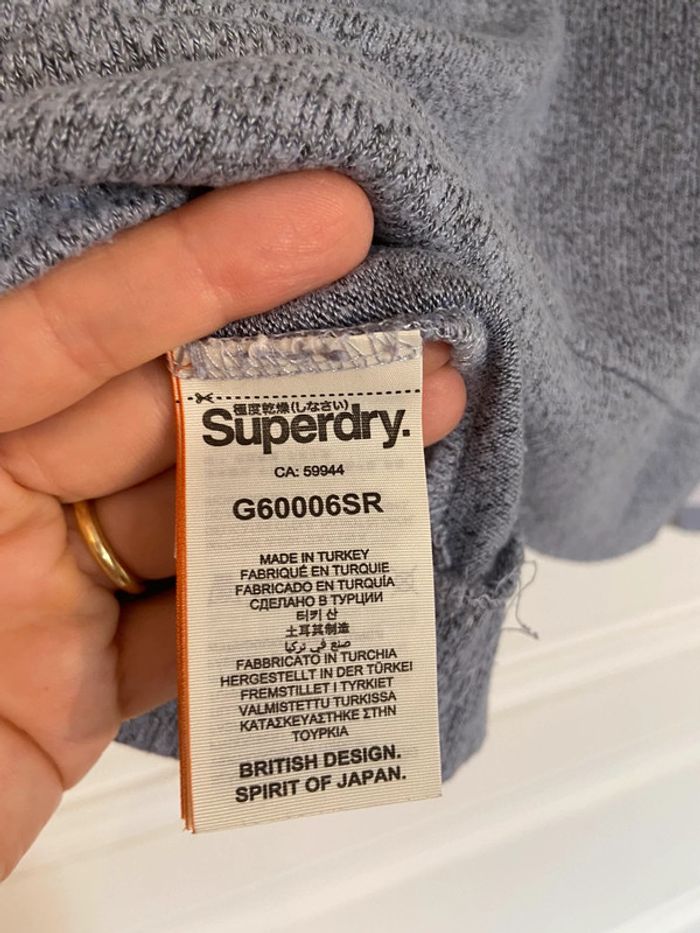 極度乾燥(しなさい)
Superdry.
CA: 59944
G60006SR
MADE IN TURKEY
FABRIQUÉ EN TURQUIE
FABRICADO EN TURQUÍA
СДЕЛАНО В ТУРЦИИ
터키 산
土耳其制造
صنع في تركيا
FABBRICATO IN TURCHIA
HERGESTELLT IN DER TÜRKEI
FREMSTILLET I TYRKIET
VALMISTETTU TURKISSA
ΚΑΤΑΣΚΕΥΑΣΤΗΚΕ ΣΤΗΝ
ΤΟΥΡΚΙΑ
BRITISH DESIGN.
SPIRIT OF JAPAN.